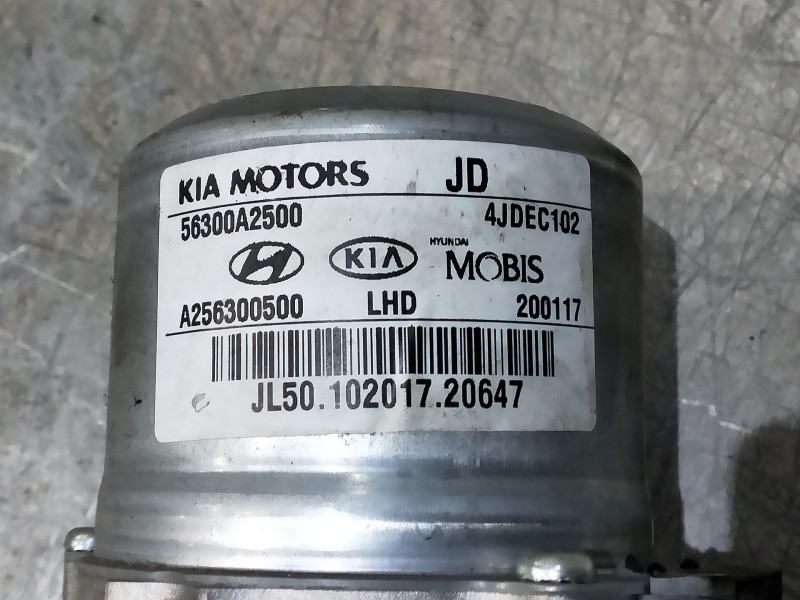 KIA MOTORS JD
56300A2500 4JDEC102
KIA HYUNDAI MOBIS
A256300500 LHD 200117
JL50.102017.20647